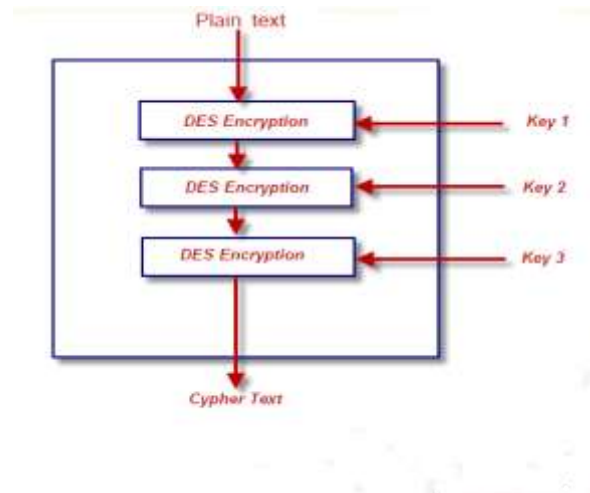 Plain text
DES Encryption
Key 1
DES Encryption
Key 2
DES Encryption
Key 3
Cypher Text